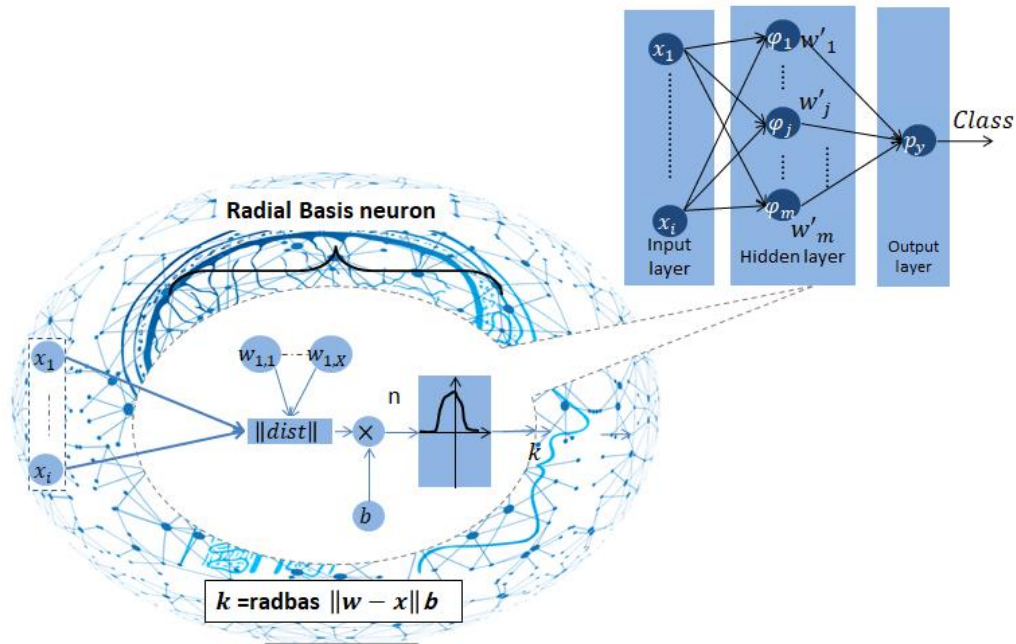 x₁
xᵢ
Input
layer
φ₁ w'₁
φⱼ w'ⱼ
φₘ w'ₘ
Hidden layer
p_y
Output
layer
Class
Radial Basis neuron
x₁
xᵢ
w₁,₁ w₁,X
‖dist‖
×
b
n
k
k =radbas ‖w − x‖ b